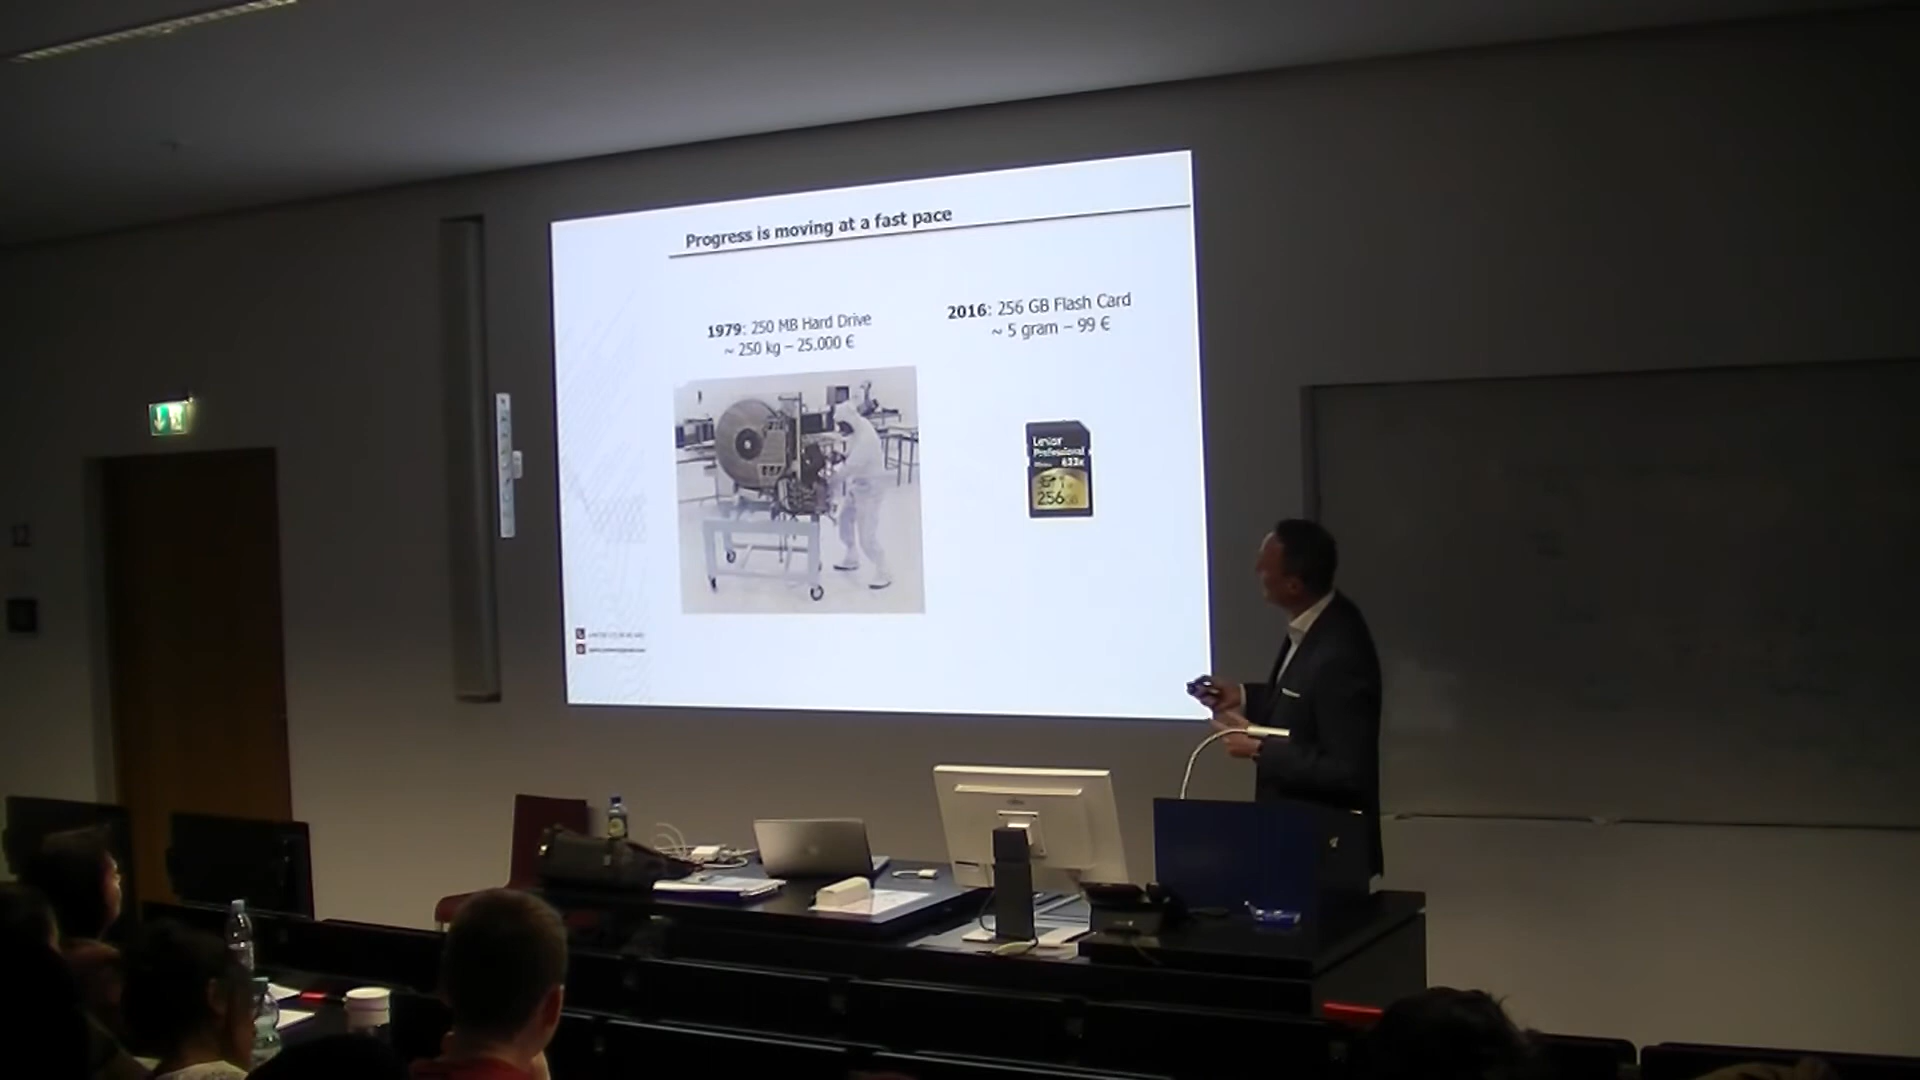 Progress is moving at a fast pace
1979: 250 MB Hard Drive
~ 250 kg – 25.000 €
2016: 256 GB Flash Card
~ 5 gram – 99 €
Lexar
Professional
633x
256